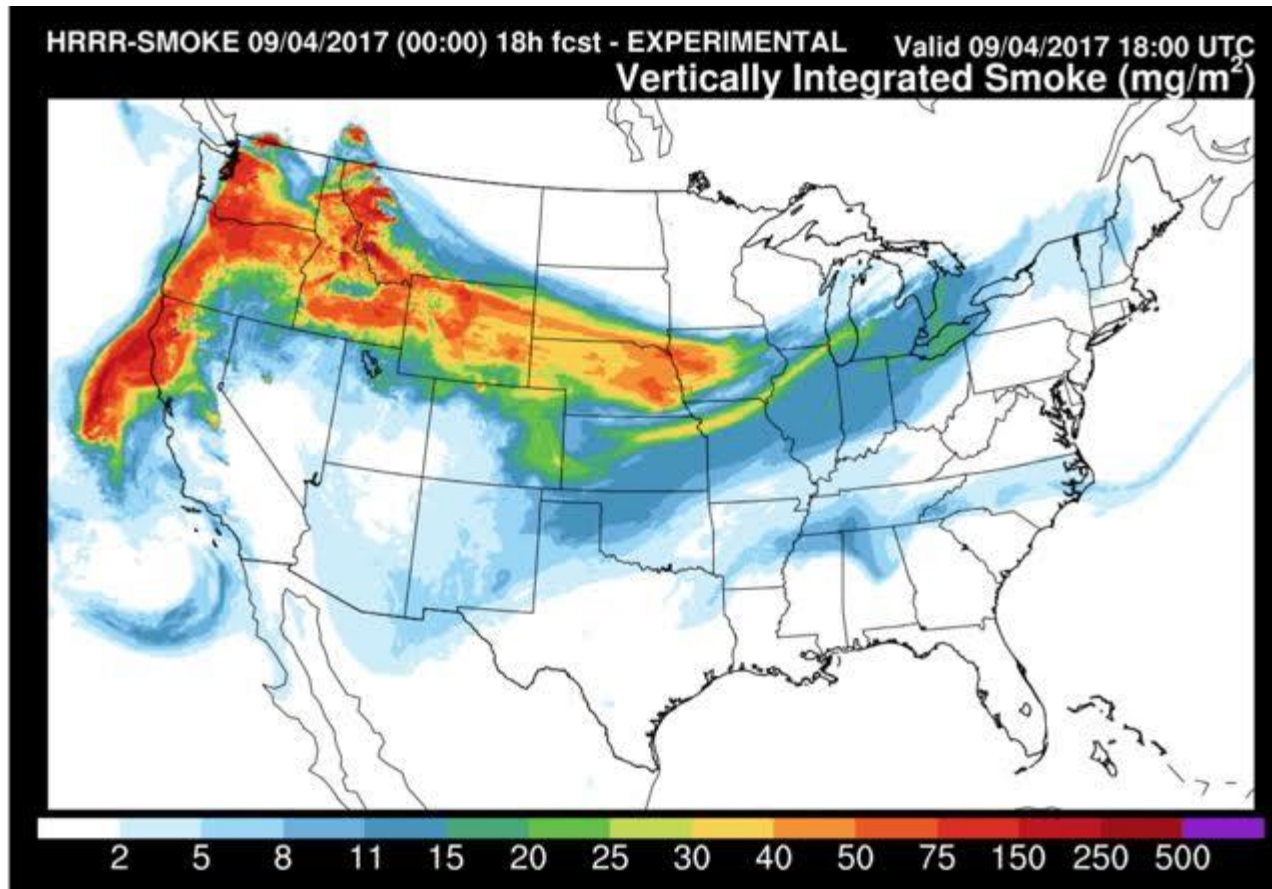 HRRR-SMOKE 09/04/2017 (00:00) 18h fcst - EXPERIMENTAL Valid 09/04/2017 18:00 UTC
Vertically Integrated Smoke (mg/m²)
2 5 8 11 15 20 25 30 40 50 75 150 250 500